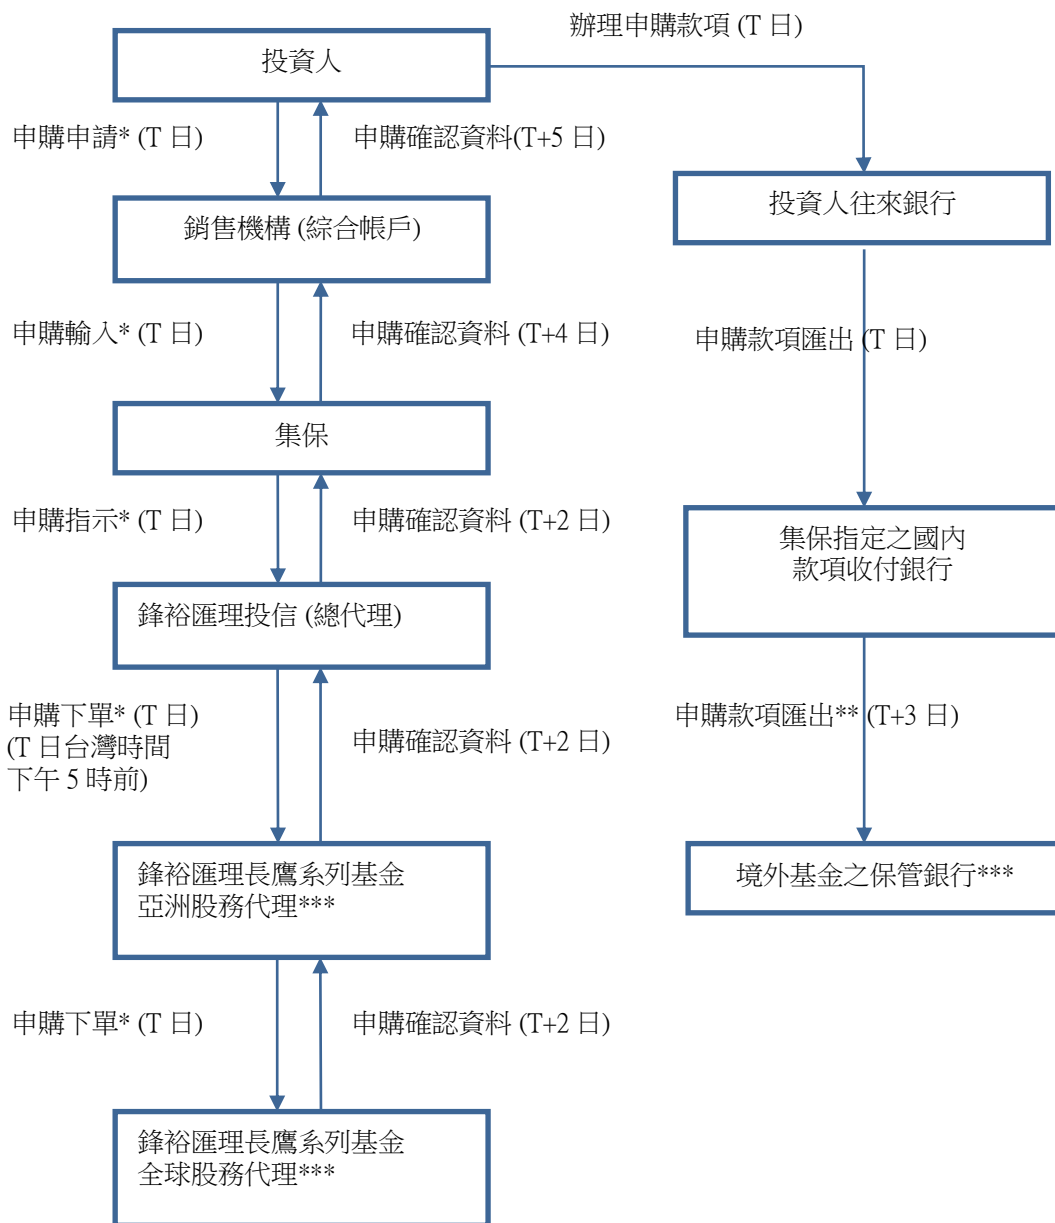 辦理申購款項 (T 日)
投資人
申購申請* (T 日)
申購確認資料(T+5 日)
投資人往來銀行
銷售機構 (綜合帳戶)
申購輸入* (T 日)
申購確認資料 (T+4 日)
申購款項匯出 (T 日)
集保
申購指示* (T 日)
申購確認資料 (T+2 日)
集保指定之國內
款項收付銀行
鋒裕匯理投信 (總代理)
申購下單* (T 日)
(T 日台灣時間
下午 5 時前)
申購確認資料 (T+2 日)
申購款項匯出** (T+3 日)
鋒裕匯理長鷹系列基金
亞洲股務代理***
境外基金之保管銀行***
申購下單* (T 日)
申購確認資料 (T+2 日)
鋒裕匯理長鷹系列基金
全球股務代理***